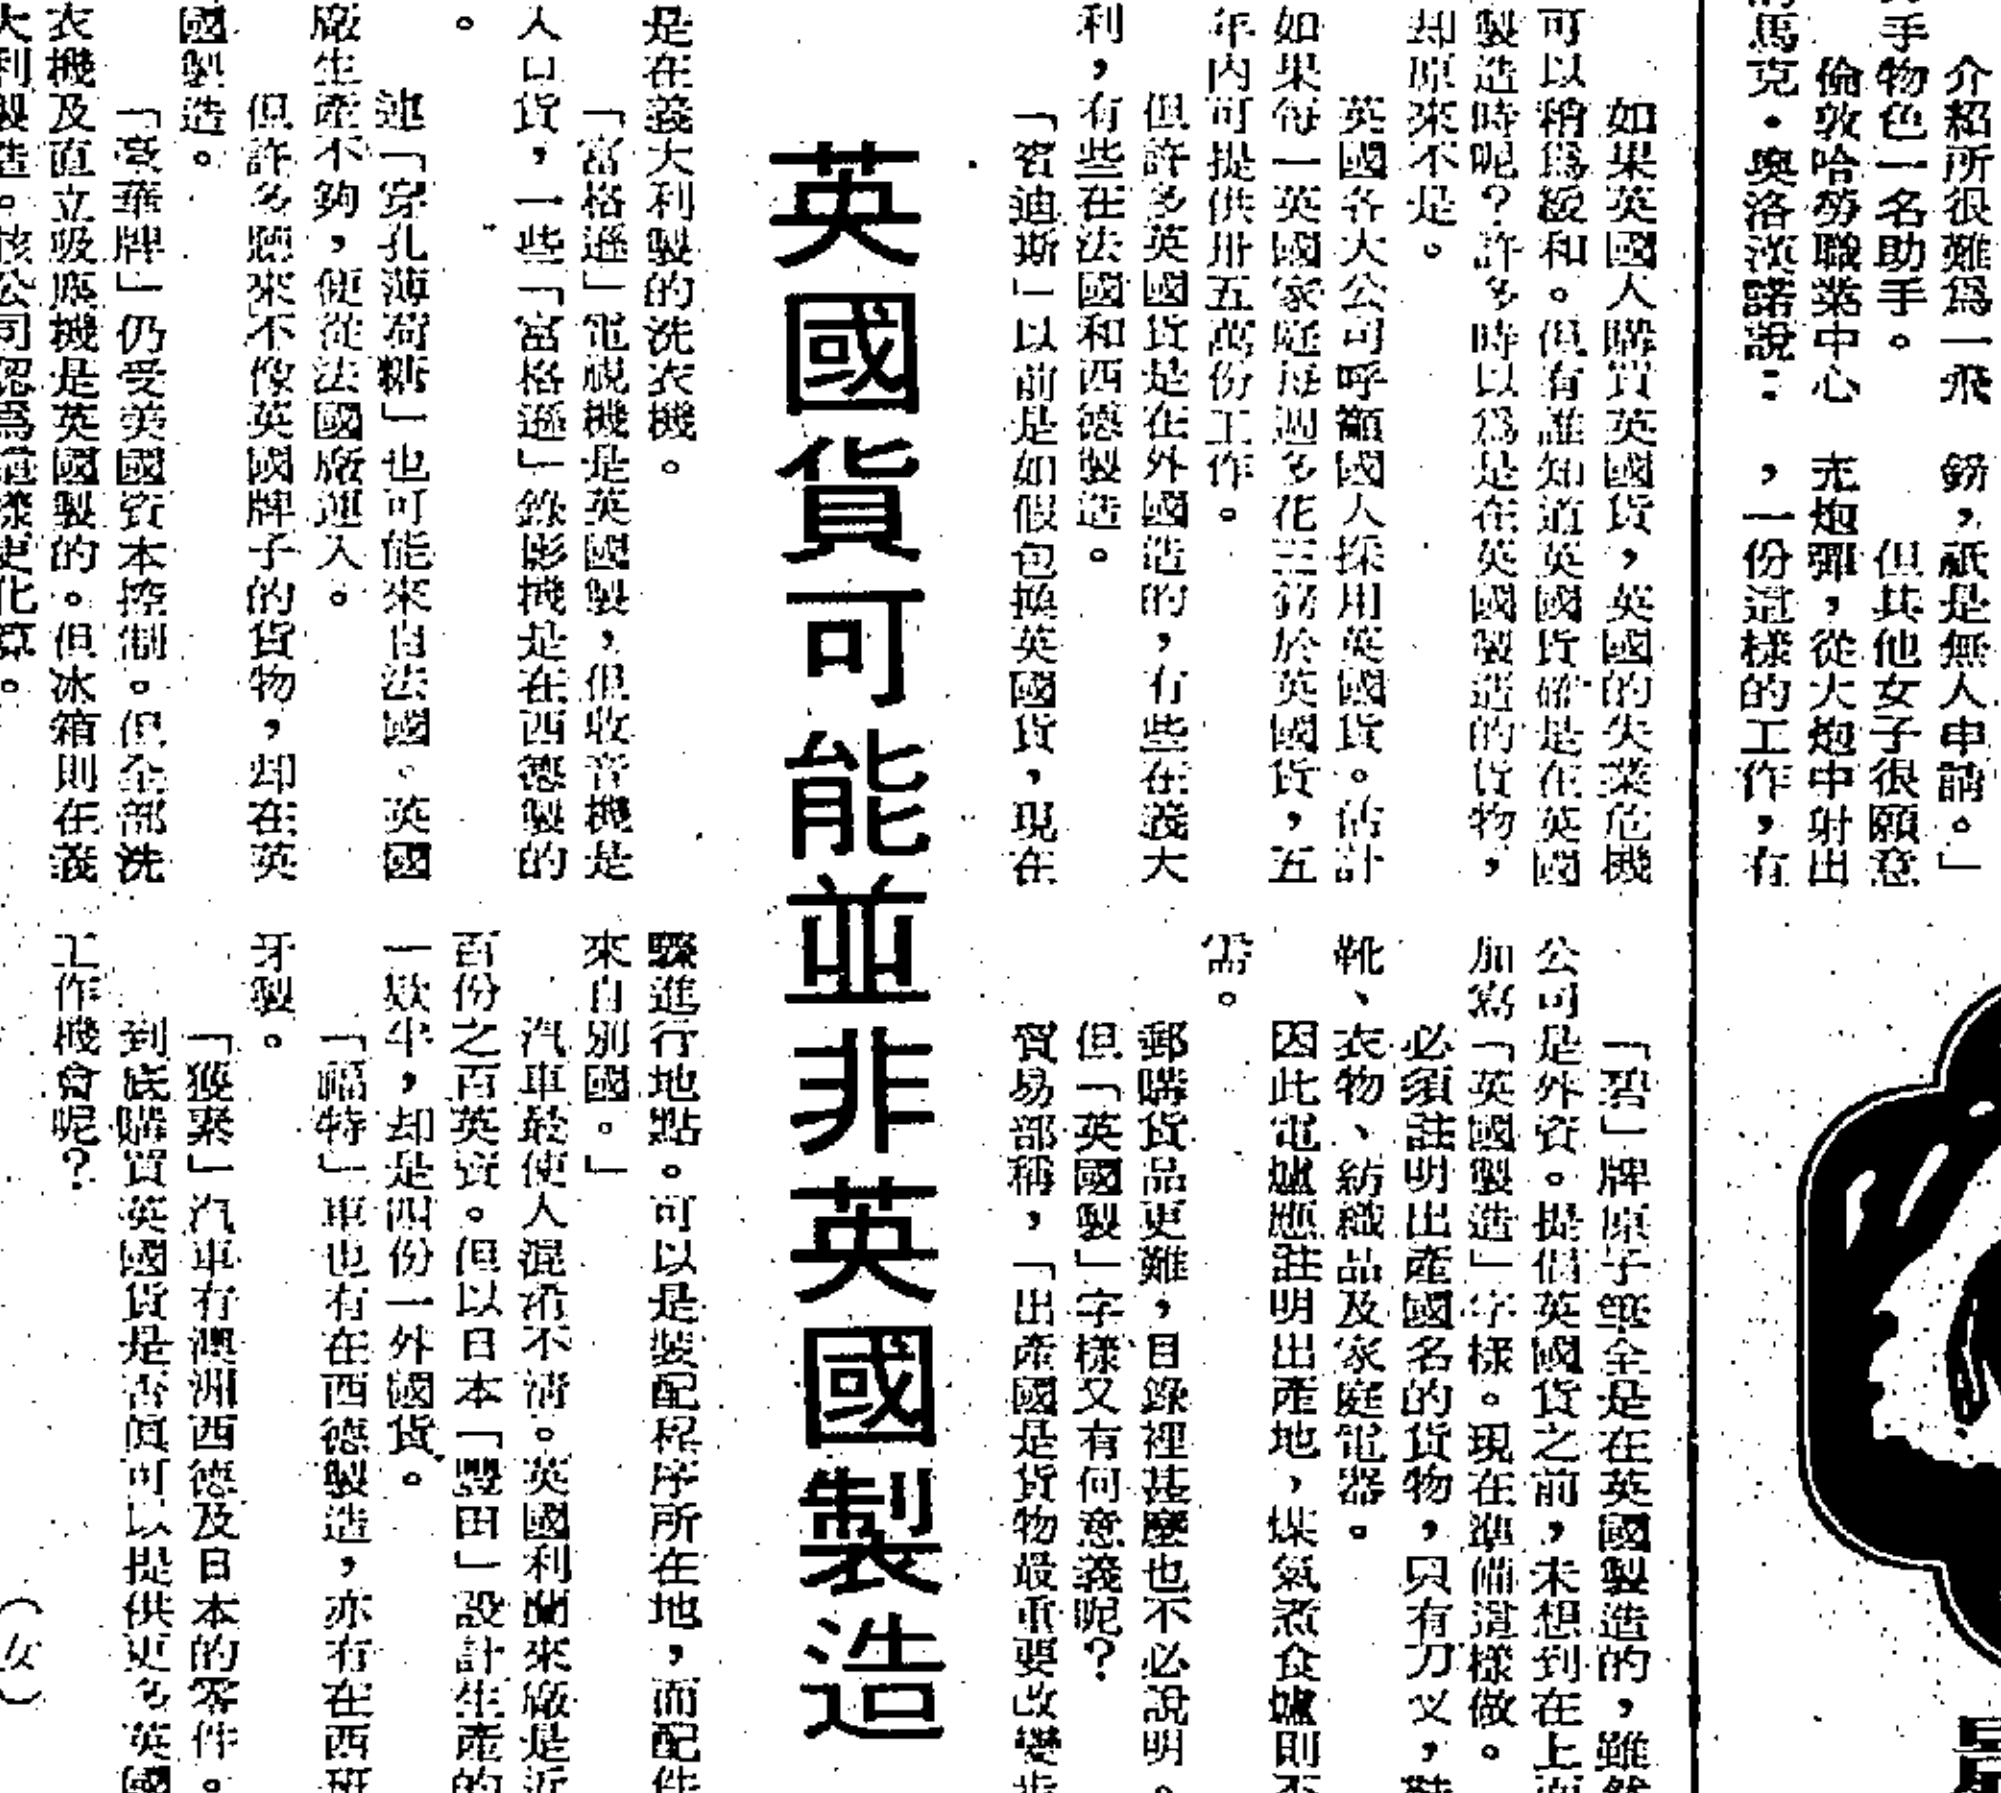 介紹所很難爲一飛
手物色一名助手。
倫敦哈勞職業中心
馬克·奧洛濱諾說：
，祇是無人申請。」
但其他女子很願意
充炮彈，從大炮中射出
，一份這樣的工作，有
英國貨可能並非英國製造
如果英國人購買英國貨，英國的失業危機
可以稍爲緩和。但有誰知道英國貨確是在英國
製造時呢？許多時以爲是在英國製造的貨物，
却原來不是。
英國各大公司呼籲國人採用英國貨。估計
如果每一英國家庭每週多花三鎊於英國貨，五
年內可提供卅五萬份工作。
但許多英國貨是在外國造的，有些在義大
利，有些在法國和西德製造。
「賓迪斯」以前是如假包換英國貨，現在
是在義大利製的洗衣機。
「富格遜」電視機是英國製，但收音機是
入口貨，一些「富格遜」錄影機是在西德製的
。
連「穿孔薄荷糖」也可能來自法國。英國
廠生產不夠，便從法國廠運入。
但許多驟來不像英國牌子的貨物，却在英
國製造。
「豪華牌」仍受美國資本控制。但全部洗
衣機及直立吸塵機是英國製的。但冰箱則在義
大利製造。該公司認爲這樣更化算。
「碧」牌原子筆全是在英國製造的，雖然
公司是外資。提倡英國貨之前，未想到在上面
加寫「英國製造」字樣。現在準備這樣做。
必須註明出產國名的貨物，只有刀叉，鞋
靴、衣物、紡織品及家庭電器。
因此電爐應註明出產地，煤氣煮食爐則不
需。
郵購貨品更難，目錄裡甚麼也不必說明。
但「英國製」字樣又有何意義呢？
貿易部稱，「出產國是貨物最重要改變步
驟進行地點。可以是裝配程序所在地，而配件
來自別國。」
汽車最使人混淆不清。英國利蘭來廠是近
百份之百英資。但以日本「豐田」設計生產的
一款車，却是四份一外國貨。
「福特」車也有在西德製造，亦有在西班
牙製。
「獲素」汽車有澳洲西德及日本的零件。
到底購買英國貨是否眞可以提供更多英國
工作機會呢？
（女）